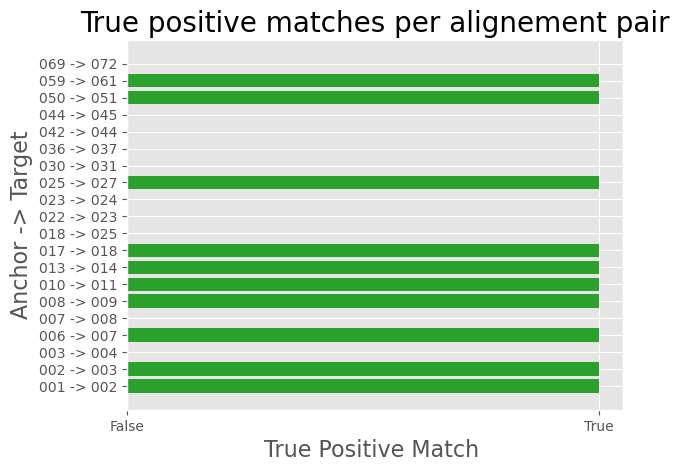 True positive matches per alignement pair
Anchor -> Target
069 -> 072
059 -> 061
050 -> 051
044 -> 045
042 -> 044
036 -> 037
030 -> 031
025 -> 027
023 -> 024
022 -> 023
018 -> 025
017 -> 018
013 -> 014
010 -> 011
008 -> 009
007 -> 008
006 -> 007
003 -> 004
002 -> 003
001 -> 002
False True
True Positive Match